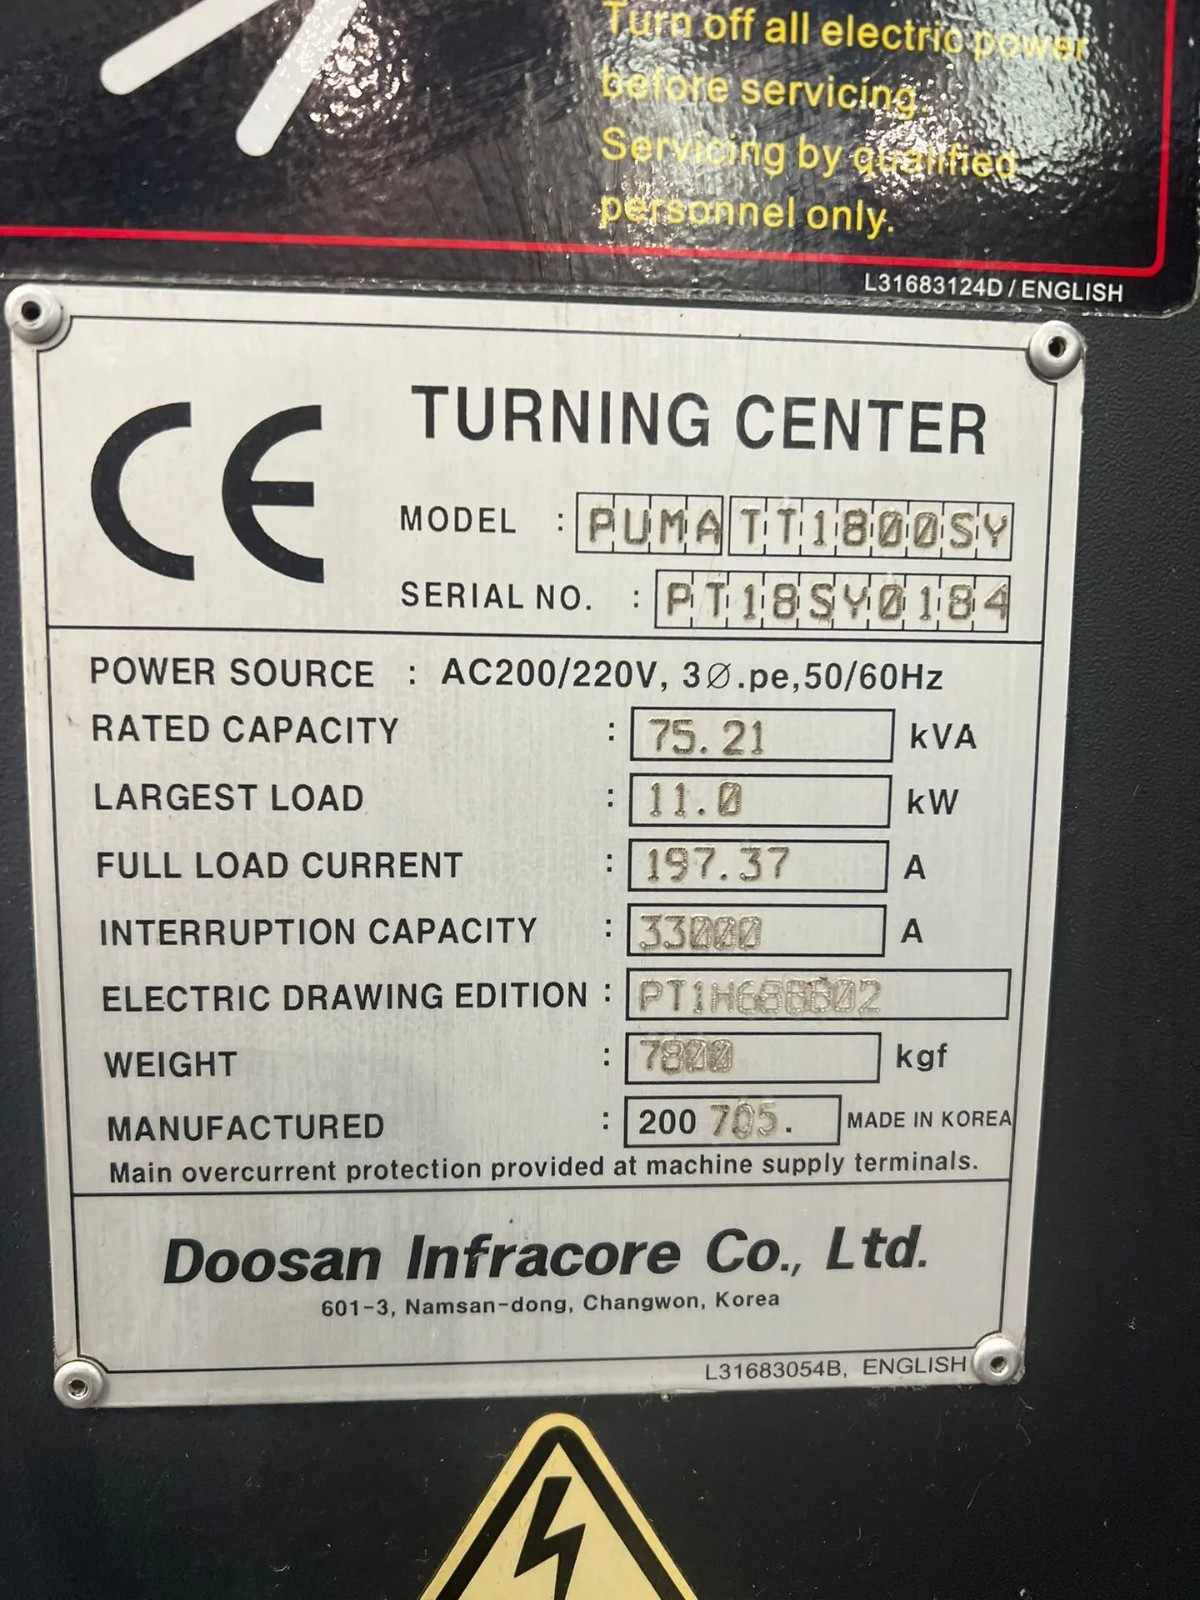 Turn off all electric power
before servicing.
Servicing by qualified
personnel only.
L31683124D / ENGLISH
CE
TURNING CENTER
MODEL : PUMA TT1800SY
SERIAL NO. : PT18SY0184
POWER SOURCE : AC200/220V, 3Ø.pe,50/60Hz
RATED CAPACITY : 75.21 kVA
LARGEST LOAD : 11.0 kW
FULL LOAD CURRENT : 197.37 A
INTERRUPTION CAPACITY : 33000 A
ELECTRIC DRAWING EDITION :
WEIGHT : 7800 kgf
MANUFACTURED : 200 705. MADE IN KOREA
Main overcurrent protection provided at machine supply terminals.
Doosan Infracore Co., Ltd.
601-3, Namsan-dong, Changwon, Korea
L31683054B, ENGLISH